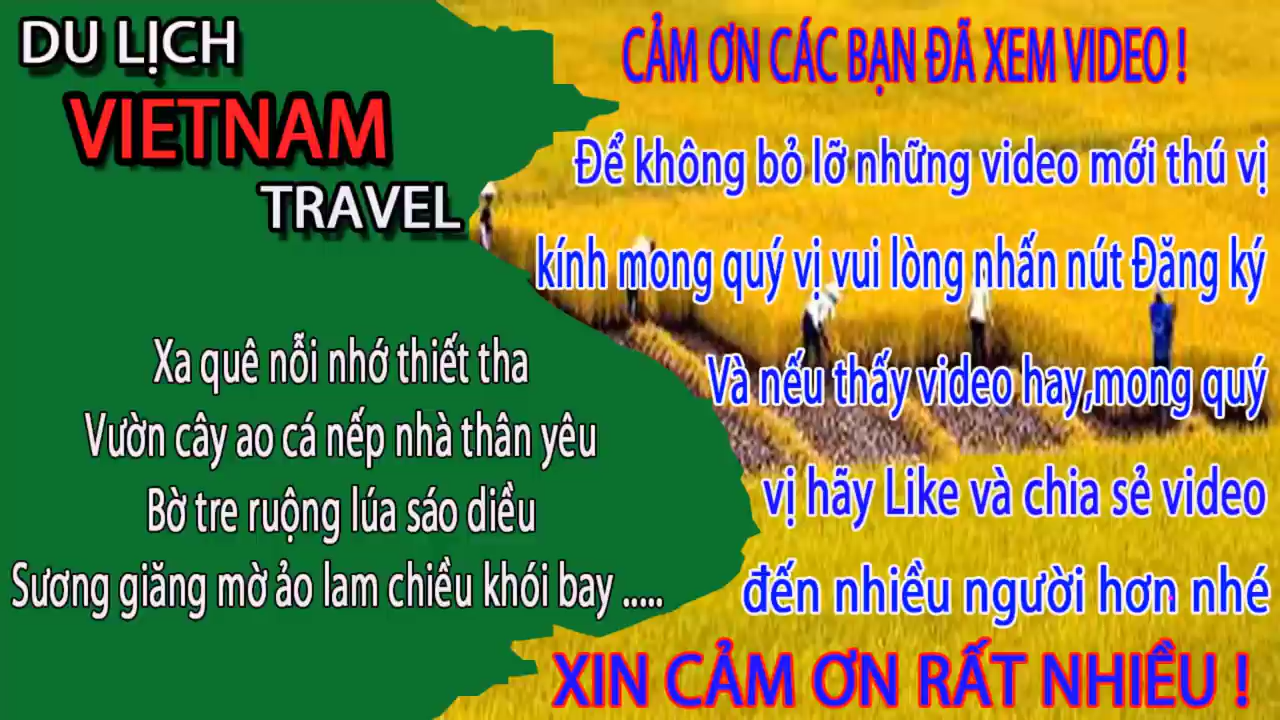 DU LỊCH
VIETNAM
TRAVEL
Xa quê nỗi nhớ thiết tha
Vườn cây ao cá nếp nhà thân yêu
Bờ tre ruộng lúa sáo diều
Sương giăng mờ ảo lam chiều khói bay .....
CẢM ƠN CÁC BẠN ĐÃ XEM VIDEO !
Để không bỏ lỡ những video mới thú vị
kính mong quý vị vui lòng nhấn nút Đăng ký
Và nếu thấy video hay,mong quý
vị hãy Like và chia sẻ video
đến nhiều người hơn nhé
XIN CẢM ƠN RẤT NHIỀU !